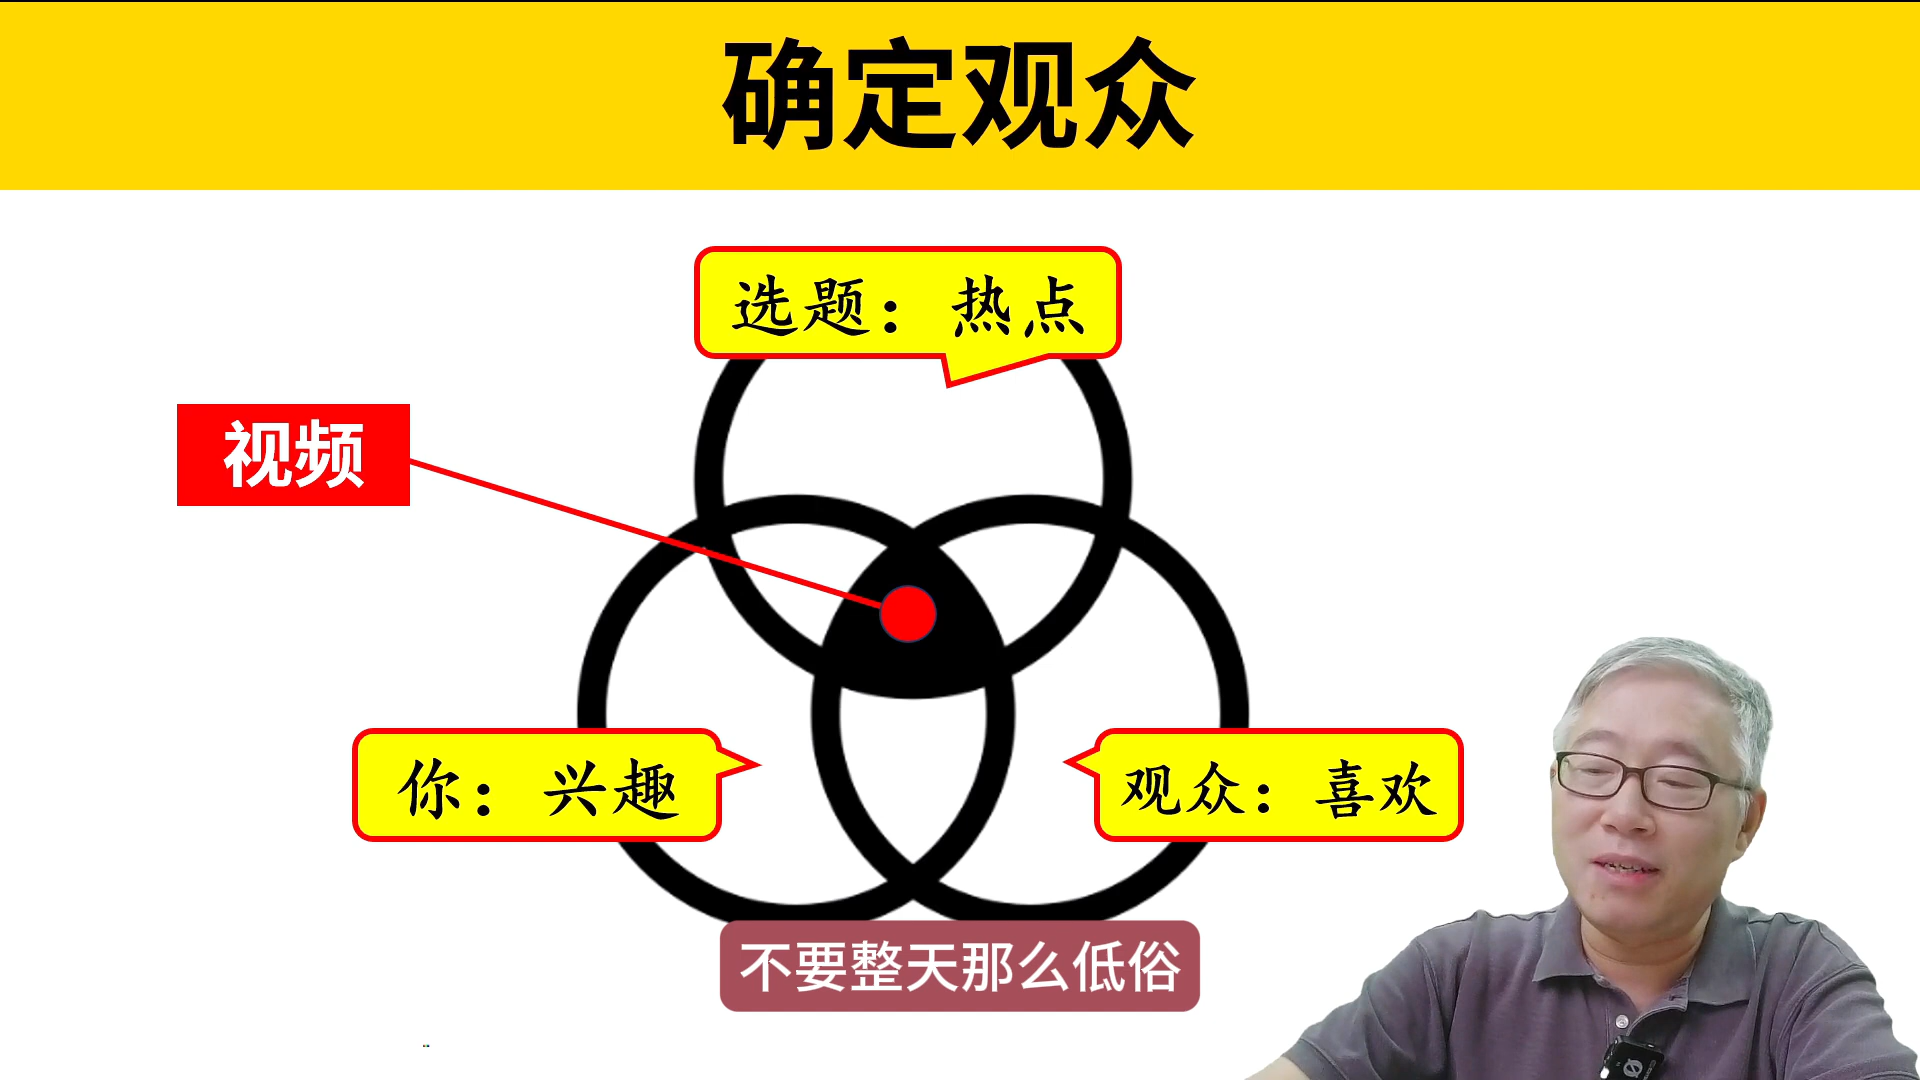 确定观众
选题：热点
视频
你：兴趣
观众：喜欢
不要整天那么低俗